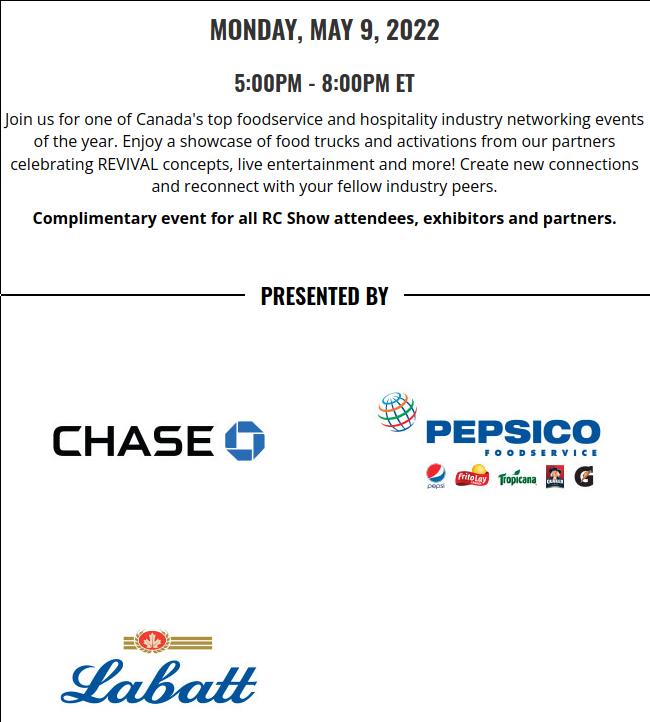 MONDAY, MAY 9, 2022
5:00PM - 8:00PM ET
Join us for one of Canada's top foodservice and hospitality industry networking events
of the year. Enjoy a showcase of food trucks and activations from our partners
celebrating REVIVAL concepts, live entertainment and more! Create new connections
and reconnect with your fellow industry peers.
Complimentary event for all RC Show attendees, exhibitors and partners.
PRESENTED BY
CHASE
PEPSICO
FOODSERVICE
pepsi FritoLay Tropicana QUAKER G
Labatt